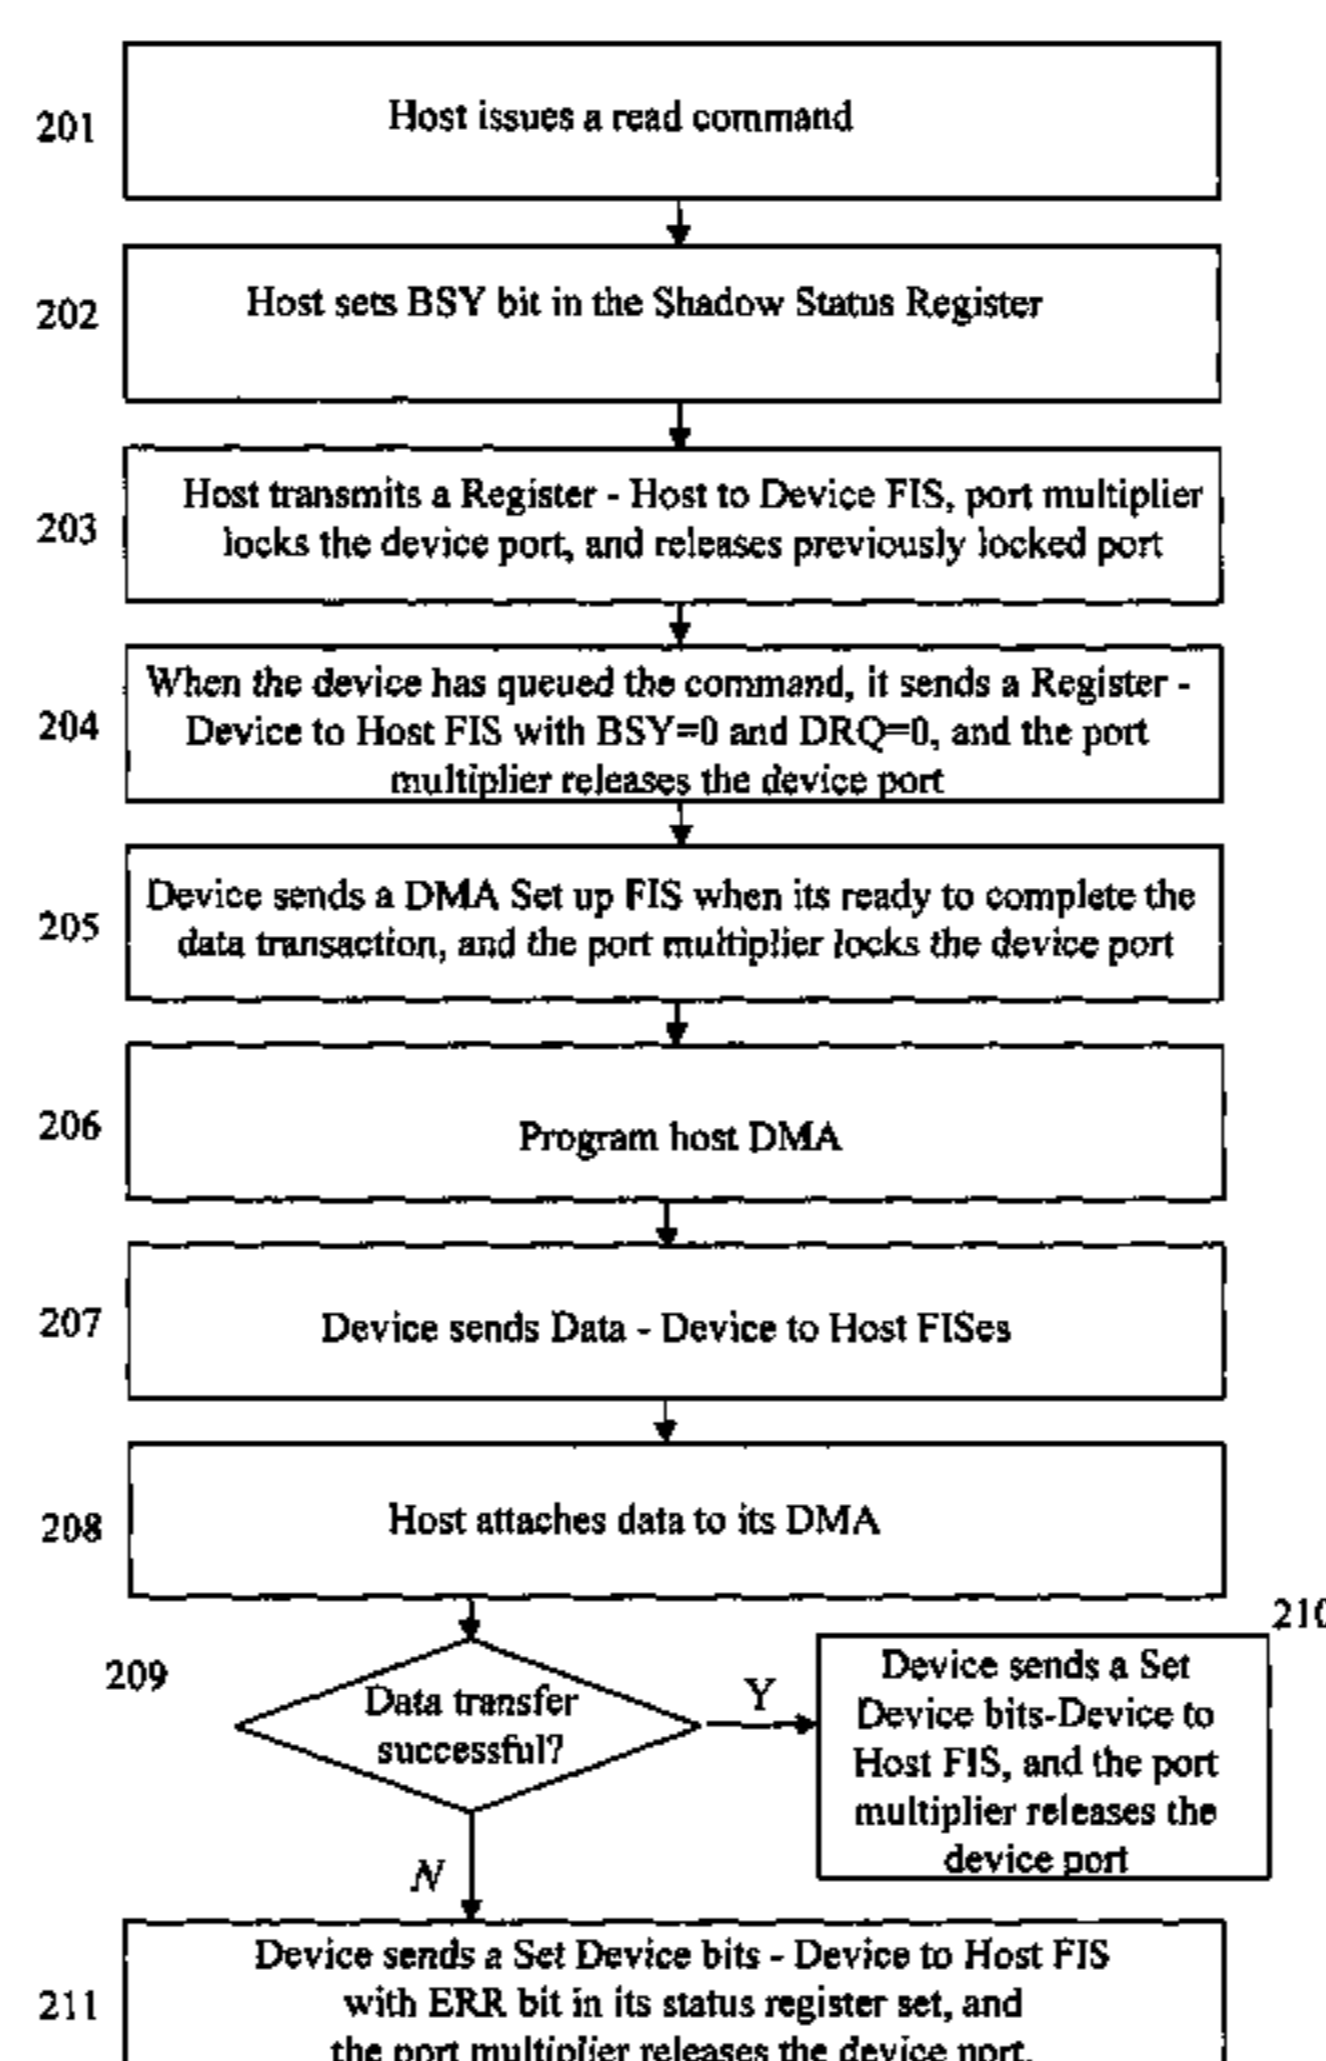 201
Host issues a read command
202
Host sets BSY bit in the Shadow Status Register
203
Host transmits a Register - Host to Device FIS, port multiplier
locks the device port, and releases previously locked port
204
When the device has queued the command, it sends a Register -
Device to Host FIS with BSY=0 and DRQ=0, and the port
multiplier releases the device port
205
Device sends a DMA Set up FIS when its ready to complete the
data transaction, and the port multiplier locks the device port
206
Program host DMA
207
Device sends Data - Device to Host FISes
208
Host attaches data to its DMA
209
Data transfer
successful?
Y
N
210
Device sends a Set
Device bits-Device to
Host FIS, and the port
multiplier releases the
device port
211
Device sends a Set Device bits - Device to Host FIS
with ERR bit in its status register set, and
the port multiplier releases the device port.